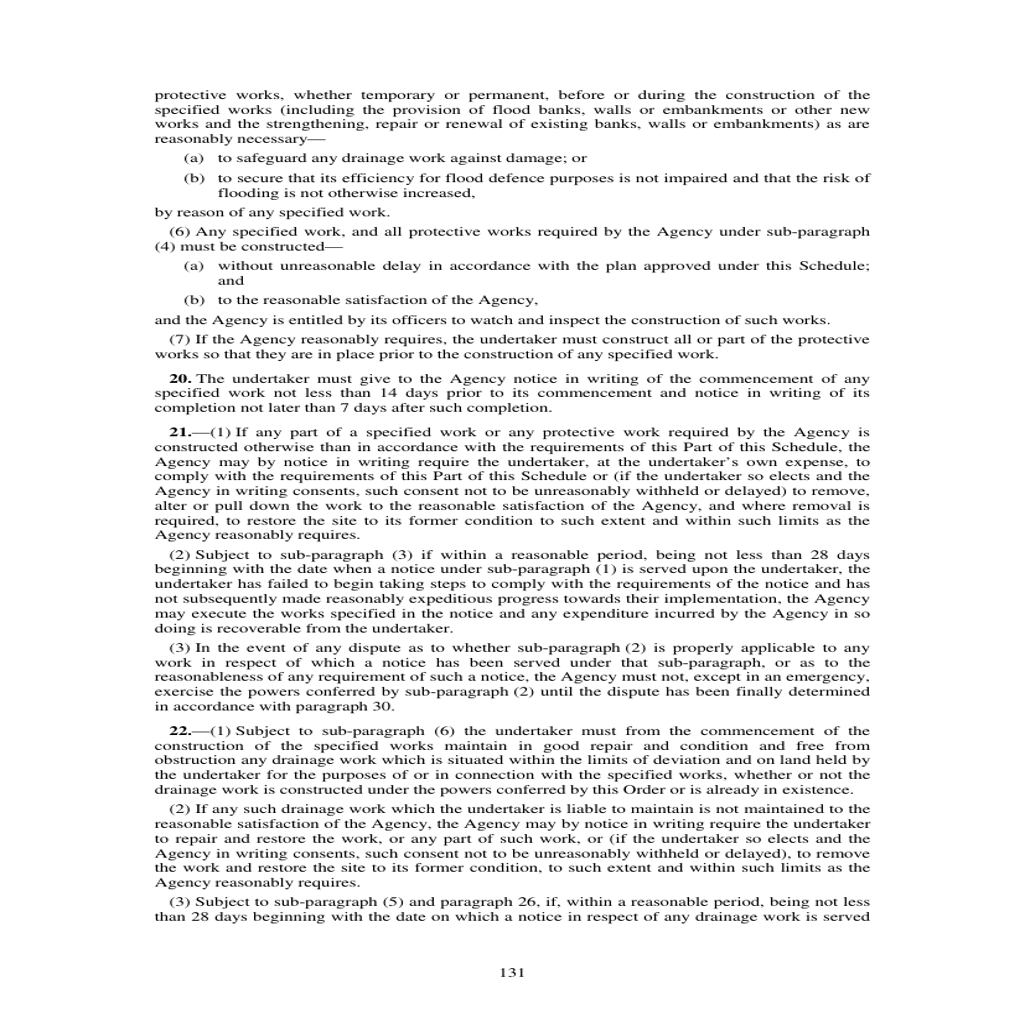 protective works, whether temporary or permanent, before or during the construction of the
specified works (including the provision of flood banks, walls or embankments or other new
works and the strengthening, repair or renewal of existing banks, walls or embankments) as are
reasonably necessary—
(a) to safeguard any drainage work against damage; or
(b) to secure that its efficiency for flood defence purposes is not impaired and that the risk of
flooding is not otherwise increased,
by reason of any specified work.
(6) Any specified work, and all protective works required by the Agency under sub-paragraph
(4) must be constructed—
(a) without unreasonable delay in accordance with the plan approved under this Schedule;
and
(b) to the reasonable satisfaction of the Agency,
and the Agency is entitled by its officers to watch and inspect the construction of such works.
(7) If the Agency reasonably requires, the undertaker must construct all or part of the protective
works so that they are in place prior to the construction of any specified work.
20. The undertaker must give to the Agency notice in writing of the commencement of any
specified work not less than 14 days prior to its commencement and notice in writing of its
completion not later than 7 days after such completion.
21.—(1) If any part of a specified work or any protective work required by the Agency is
constructed otherwise than in accordance with the requirements of this Part of this Schedule, the
Agency may by notice in writing require the undertaker, at the undertaker's own expense, to
comply with the requirements of this Part of this Schedule or (if the undertaker so elects and the
Agency in writing consents, such consent not to be unreasonably withheld or delayed) to remove,
alter or pull down the work to the reasonable satisfaction of the Agency, and where removal is
required, to restore the site to its former condition to such extent and within such limits as the
Agency reasonably requires.
(2) Subject to sub-paragraph (3) if within a reasonable period, being not less than 28 days
beginning with the date when a notice under sub-paragraph (1) is served upon the undertaker, the
undertaker has failed to begin taking steps to comply with the requirements of the notice and has
not subsequently made reasonably expeditious progress towards their implementation, the Agency
may execute the works specified in the notice and any expenditure incurred by the Agency in so
doing is recoverable from the undertaker.
(3) In the event of any dispute as to whether sub-paragraph (2) is properly applicable to any
work in respect of which a notice has been served under that sub-paragraph, or as to the
reasonableness of any requirement of such a notice, the Agency must not, except in an emergency,
exercise the powers conferred by sub-paragraph (2) until the dispute has been finally determined
in accordance with paragraph 30.
22.—(1) Subject to sub-paragraph (6) the undertaker must from the commencement of the
construction of the specified works maintain in good repair and condition and free from
obstruction any drainage work which is situated within the limits of deviation and on land held by
the undertaker for the purposes of or in connection with the specified works, whether or not the
drainage work is constructed under the powers conferred by this Order or is already in existence.
(2) If any such drainage work which the undertaker is liable to maintain is not maintained to the
reasonable satisfaction of the Agency, the Agency may by notice in writing require the undertaker
to repair and restore the work, or any part of such work, or (if the undertaker so elects and the
Agency in writing consents, such consent not to be unreasonably withheld or delayed), to remove
the work and restore the site to its former condition, to such extent and within such limits as the
Agency reasonably requires.
(3) Subject to sub-paragraph (5) and paragraph 26, if, within a reasonable period, being not less
than 28 days beginning with the date on which a notice in respect of any drainage work is served
131